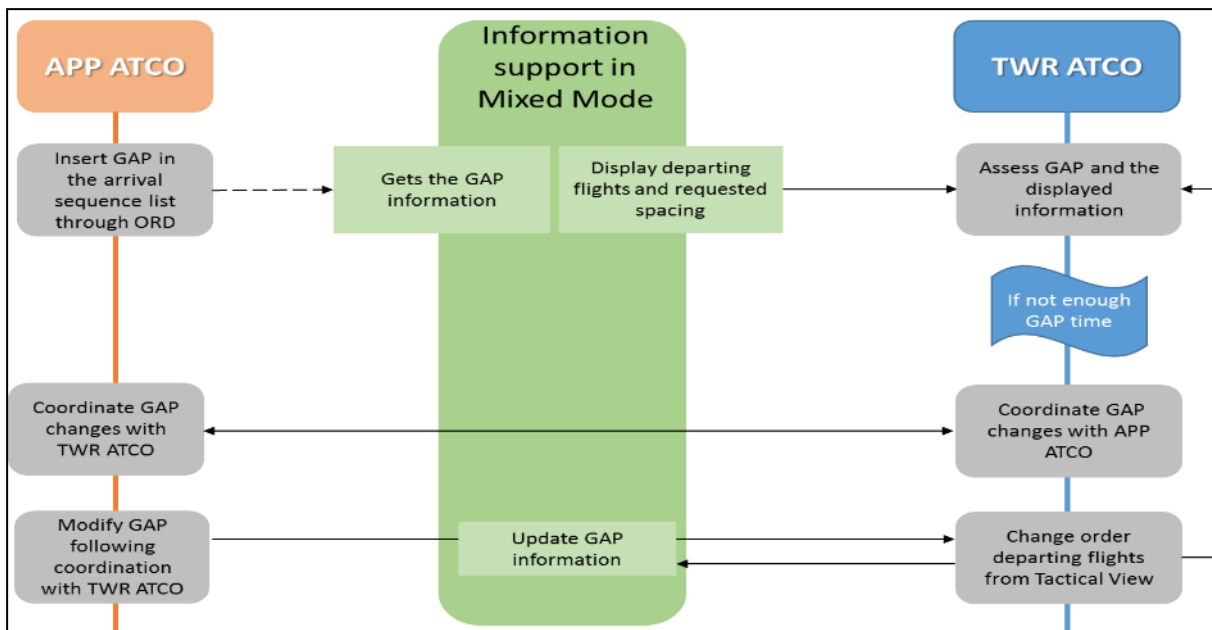 APP ATCO
Information
support in
Mixed Mode
TWR ATCO
Insert GAP in
the arrival
sequence list
through ORD
Gets the GAP
information
Display departing
flights and requested
spacing
Assess GAP and the
displayed
information
If not enough
GAP time
Coordinate GAP
changes with
TWR ATCO
Coordinate GAP
changes with APP
ATCO
Modify GAP
following
coordination
with TWR ATCO
Update GAP
information
Change order
departing flights
from Tactical View